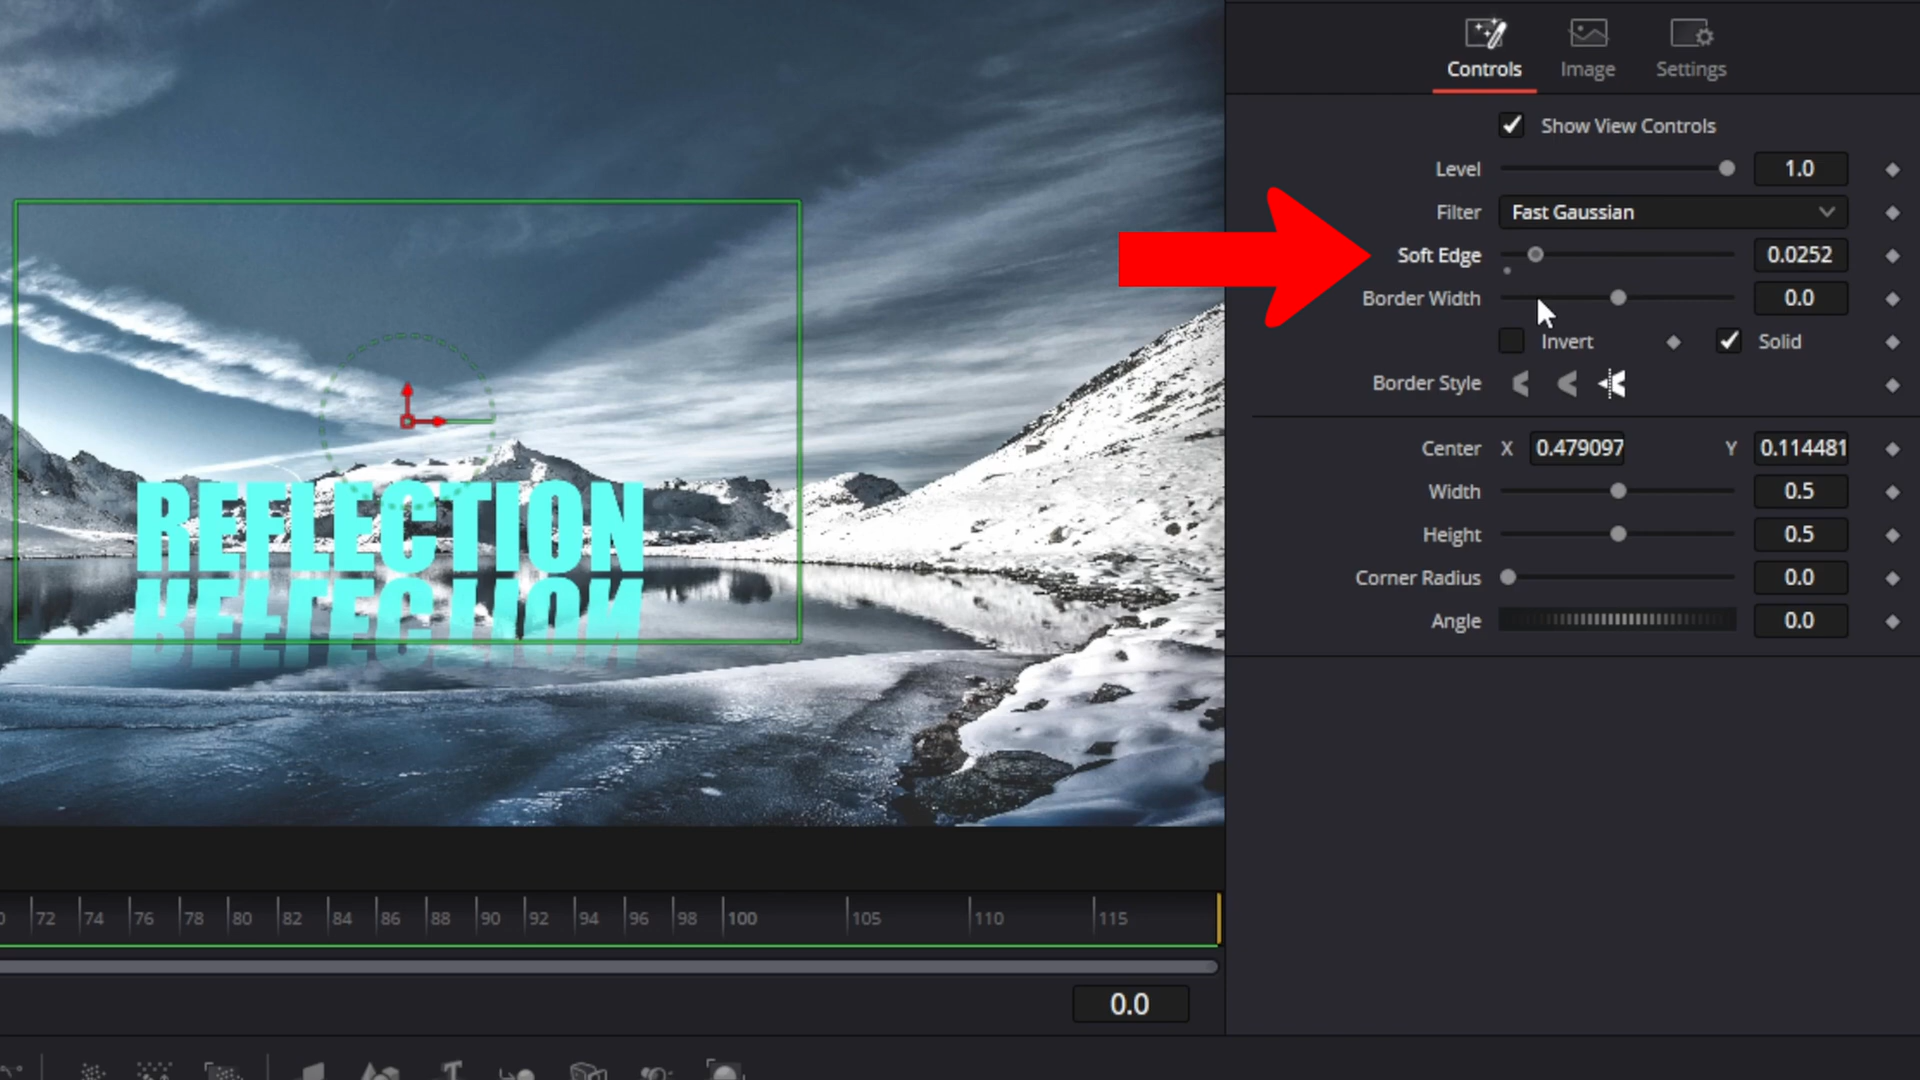 Controls Image Settings
Show View Controls
Level 1.0
Filter Fast Gaussian
Soft Edge 0.0252
Border Width 0.0
Invert Solid
Border Style
Center X 0.479097 Y 0.114481
Width 0.5
Height 0.5
Corner Radius 0.0
Angle 0.0
REFLECTION
REFLECTION
0 72 74 76 78 80 82 84 86 88 90 92 94 96 98 100 105 110 115
0.0